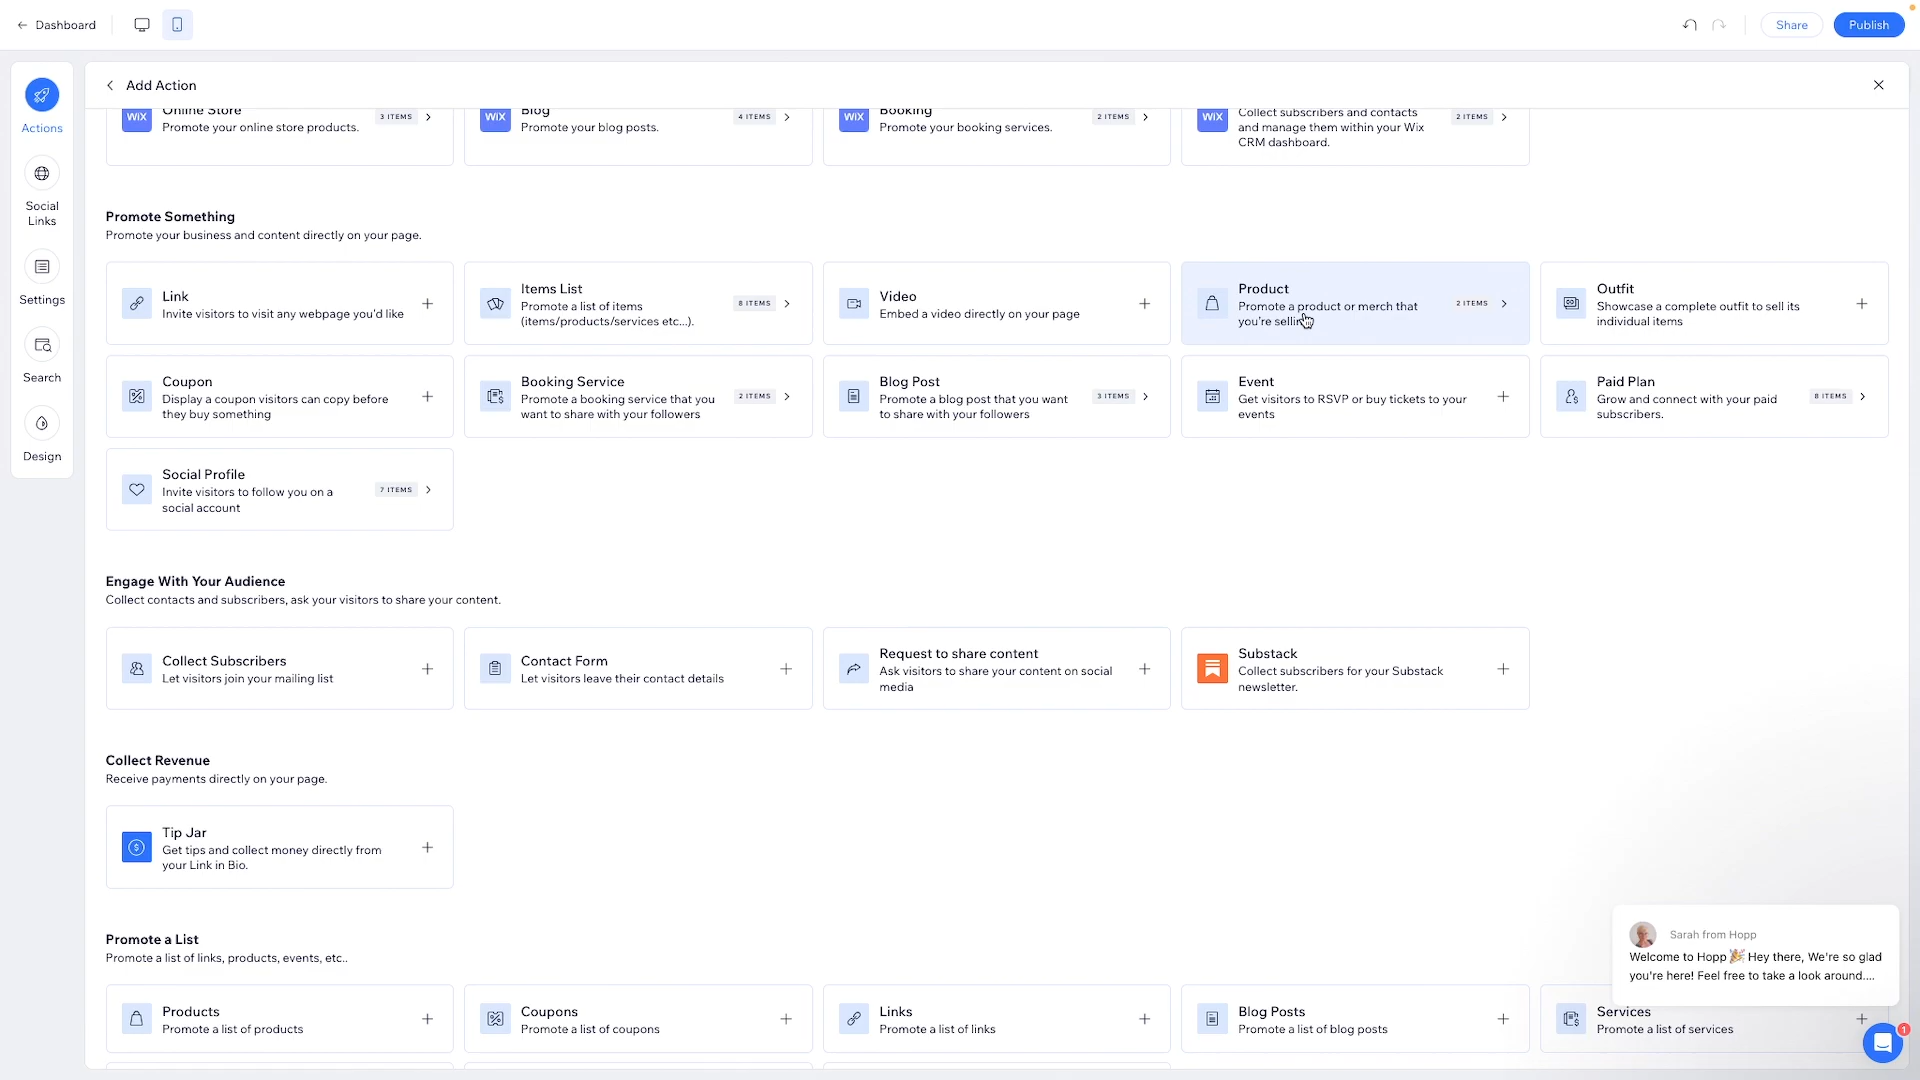 Dashboard
Share
Publish
Add Action
Actions
Social
Links
Settings
Search
Design
WIX
Online Store
Promote your online store products.
3 ITEMS
WIX
Blog
Promote your blog posts.
4 ITEMS
WIX
Booking
Promote your booking services.
2 ITEMS
WIX
Collect subscribers and contacts
and manage them within your Wix
CRM dashboard.
2 ITEMS
Promote Something
Promote your business and content directly on your page.
Link
Invite visitors to visit any webpage you'd like
Items List
Promote a list of items
(items/products/services etc...).
8 ITEMS
Video
Embed a video directly on your page
Product
Promote a product or merch that
you're selling
2 ITEMS
Outfit
Showcase a complete outfit to sell its
individual items
Coupon
Display a coupon visitors can copy before
they buy something
Booking Service
Promote a booking service that you
want to share with your followers
2 ITEMS
Blog Post
Promote a blog post that you want
to share with your followers
3 ITEMS
Event
Get visitors to RSVP or buy tickets to your
events
Paid Plan
Grow and connect with your paid
subscribers.
8 ITEMS
Social Profile
Invite visitors to follow you on a
social account
7 ITEMS
Engage With Your Audience
Collect contacts and subscribers, ask your visitors to share your content.
Collect Subscribers
Let visitors join your mailing list
Contact Form
Let visitors leave their contact details
Request to share content
Ask visitors to share your content on social
media
Substack
Collect subscribers for your Substack
newsletter.
Collect Revenue
Receive payments directly on your page.
Tip Jar
Get tips and collect money directly from
your Link in Bio.
Promote a List
Promote a list of links, products, events, etc..
Products
Promote a list of products
Coupons
Promote a list of coupons
Links
Promote a list of links
Blog Posts
Promote a list of blog posts
Services
Promote a list of services
Sarah from Hopp
Welcome to Hopp 🎉 Hey there, We're so glad
you're here! Feel free to take a look around....
1